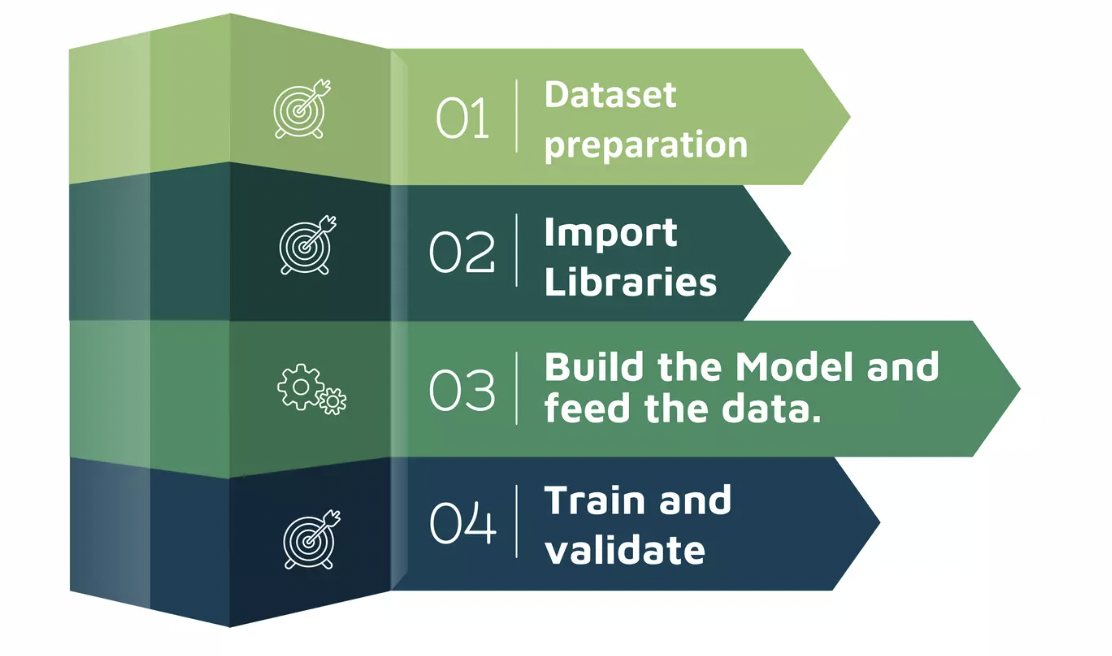 01
Dataset
preparation
02
Import
Libraries
03
Build the Model and
feed the data.
04
Train and
validate